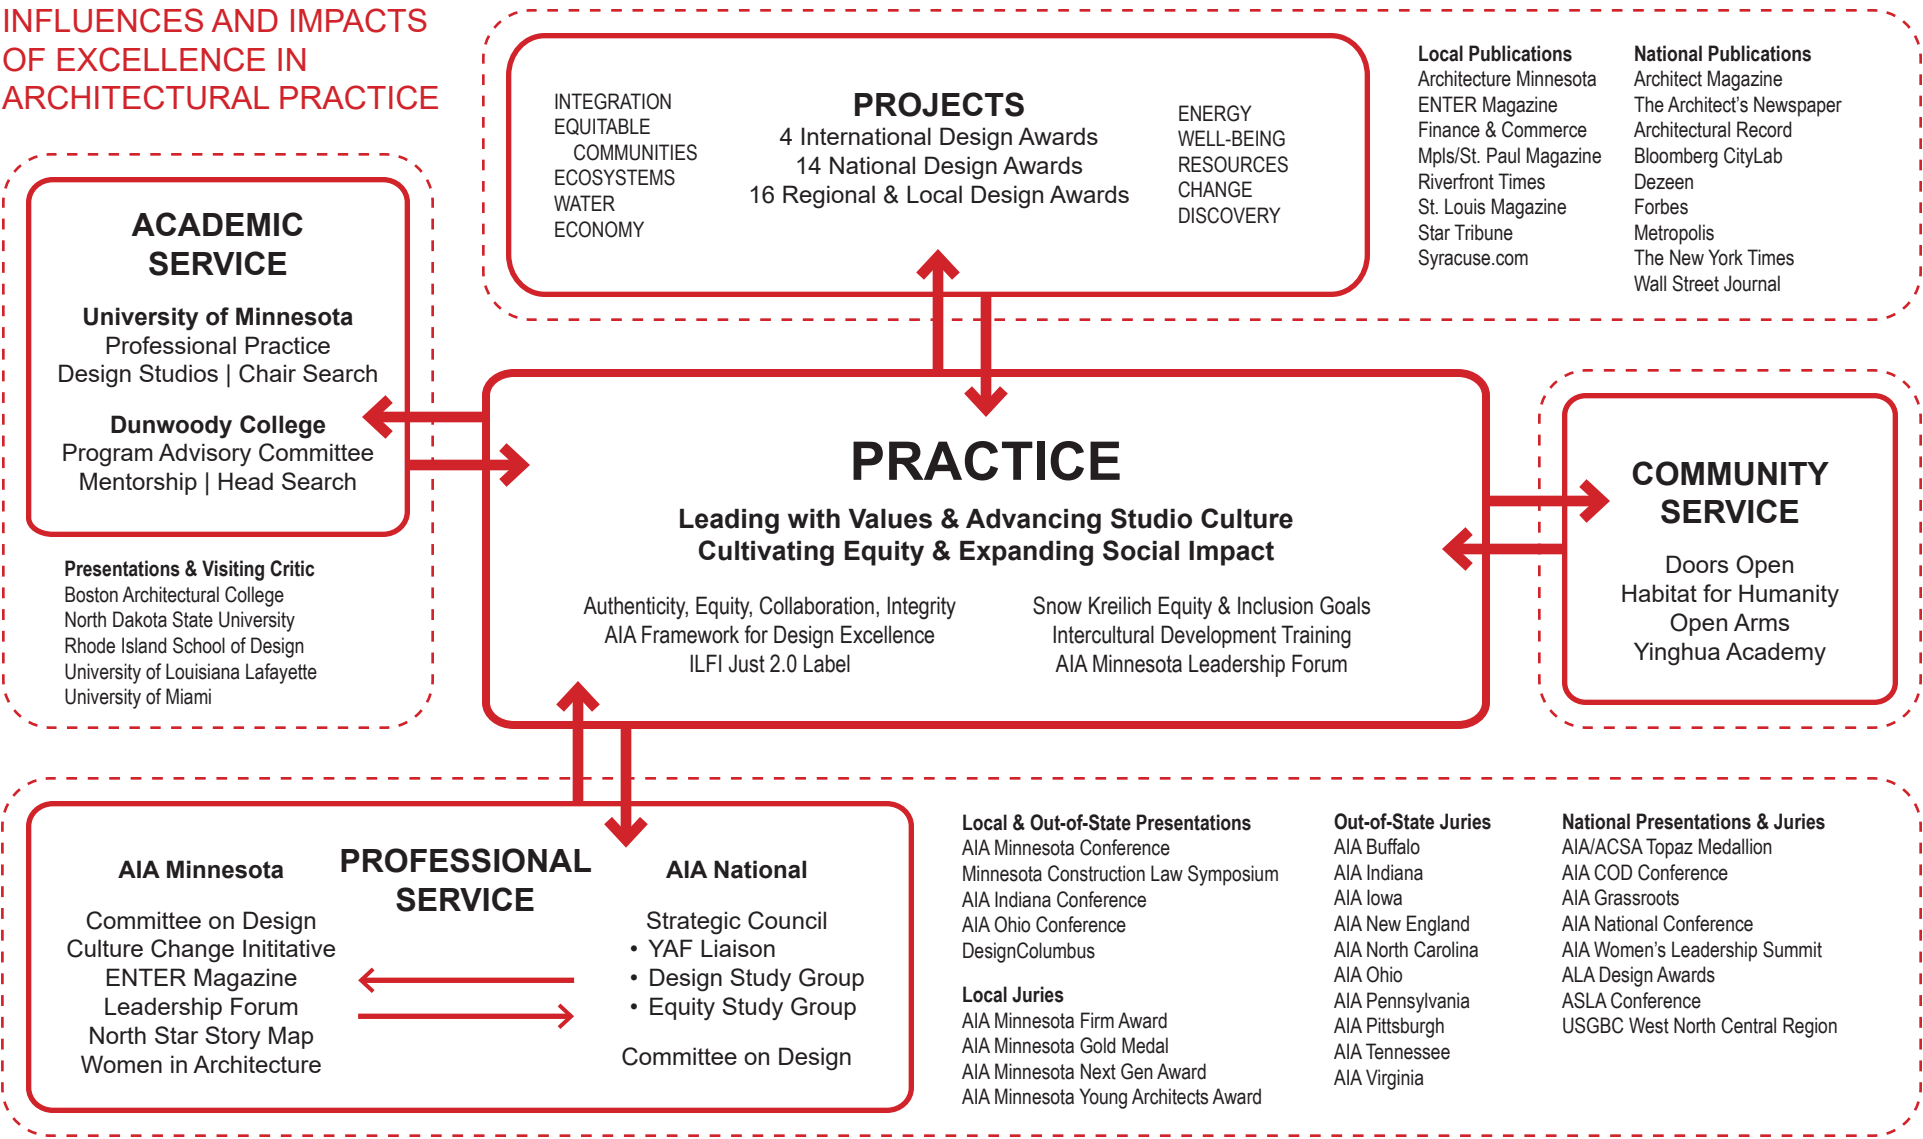 INFLUENCES AND IMPACTS
OF EXCELLENCE IN
ARCHITECTURAL PRACTICE
INTEGRATION
EQUITABLE
COMMUNITIES
ECOSYSTEMS
WATER
ECONOMY
PROJECTS
4 International Design Awards
14 National Design Awards
16 Regional & Local Design Awards
ENERGY
WELL-BEING
RESOURCES
CHANGE
DISCOVERY
Local Publications
Architecture Minnesota
ENTER Magazine
Finance & Commerce
Mpls/St. Paul Magazine
Riverfront Times
St. Louis Magazine
Star Tribune
Syracuse.com
National Publications
Architect Magazine
The Architect's Newspaper
Architectural Record
Bloomberg CityLab
Dezeen
Forbes
Metropolis
The New York Times
Wall Street Journal
ACADEMIC
SERVICE
University of Minnesota
Professional Practice
Design Studios | Chair Search
Dunwoody College
Program Advisory Committee
Mentorship | Head Search
Presentations & Visiting Critic
Boston Architectural College
North Dakota State University
Rhode Island School of Design
University of Louisiana Lafayette
University of Miami
PRACTICE
Leading with Values & Advancing Studio Culture
Cultivating Equity & Expanding Social Impact
Authenticity, Equity, Collaboration, Integrity
AIA Framework for Design Excellence
ILFI Just 2.0 Label
Snow Kreilich Equity & Inclusion Goals
Intercultural Development Training
AIA Minnesota Leadership Forum
COMMUNITY
SERVICE
Doors Open
Habitat for Humanity
Open Arms
Yinghua Academy
PROFESSIONAL
SERVICE
AIA Minnesota
Committee on Design
Culture Change Inititative
ENTER Magazine
Leadership Forum
North Star Story Map
Women in Architecture
AIA National
Strategic Council
• YAF Liaison
• Design Study Group
• Equity Study Group
Committee on Design
Local & Out-of-State Presentations
AIA Minnesota Conference
Minnesota Construction Law Symposium
AIA Indiana Conference
AIA Ohio Conference
DesignColumbus
Local Juries
AIA Minnesota Firm Award
AIA Minnesota Gold Medal
AIA Minnesota Next Gen Award
AIA Minnesota Young Architects Award
Out-of-State Juries
AIA Buffalo
AIA Indiana
AIA Iowa
AIA New England
AIA North Carolina
AIA Ohio
AIA Pennsylvania
AIA Pittsburgh
AIA Tennessee
AIA Virginia
National Presentations & Juries
AIA/ACSA Topaz Medallion
AIA COD Conference
AIA Grassroots
AIA National Conference
AIA Women's Leadership Summit
ALA Design Awards
ASLA Conference
USGBC West North Central Region